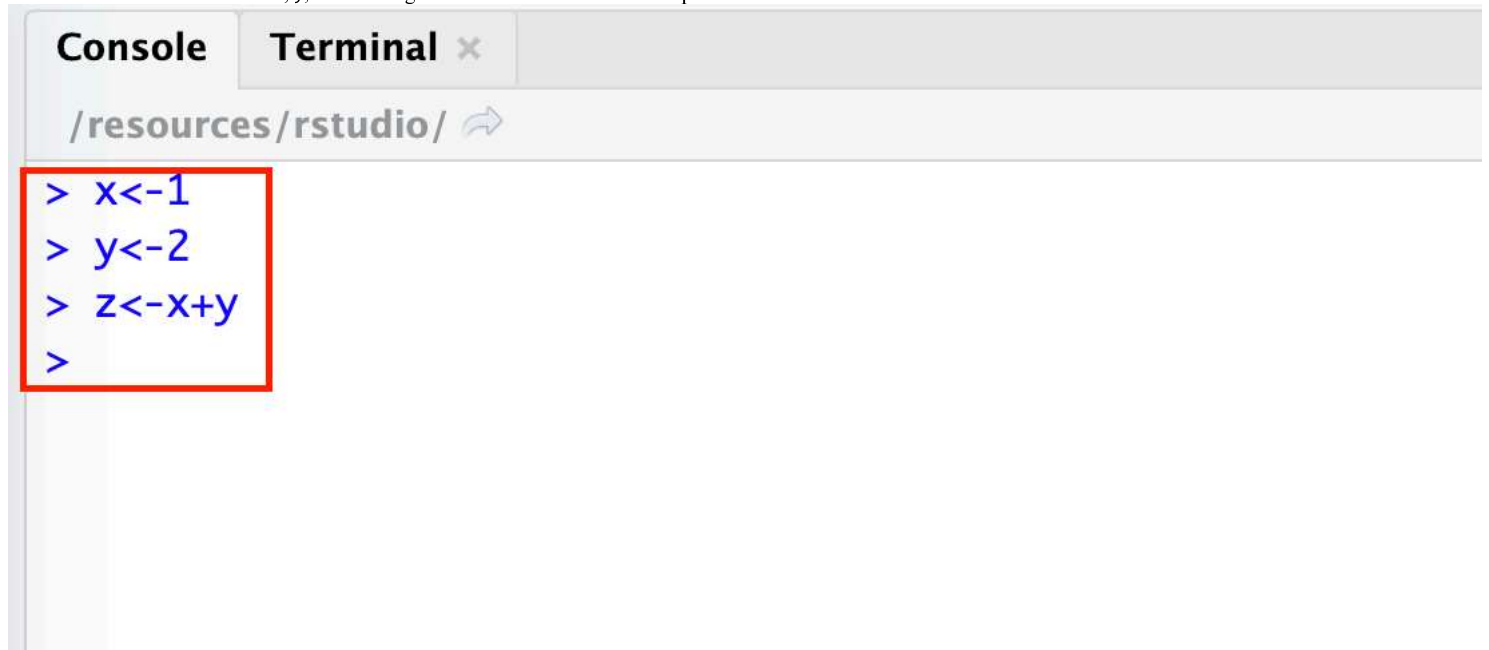 Console Terminal ×
/resources/rstudio/
> x<-1
> y<-2
> z<-x+y
>